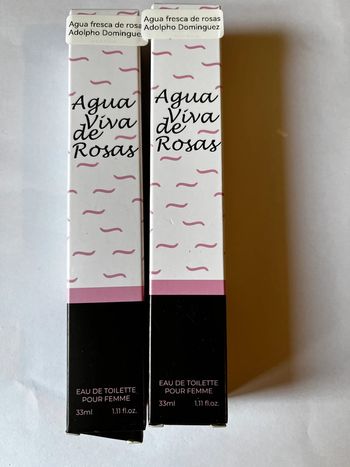 Agua fresca de rosa
Adolpho Dominguez
Agua
Viva
de
Rosas
EAU DE TOILETTE
POUR FEMME
33ml 1.11 fl.oz.
Agua fresca de rosas
Adolpho Dominguez
Agua
Viva
de
Rosas
EAU DE TOILETTE
POUR FEMME
33ml 1.11 fl.oz.